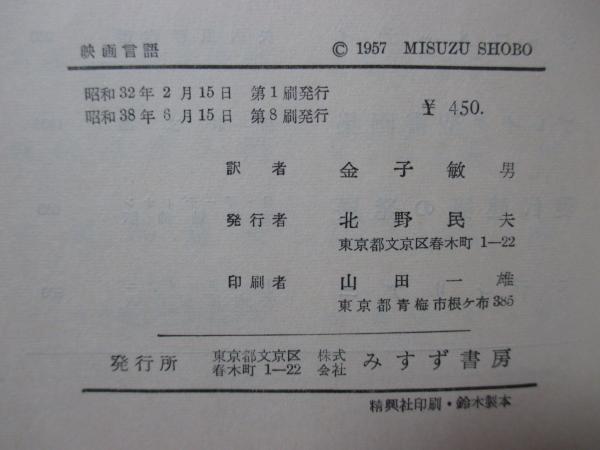 映画言語
© 1957 MISUZU SHOBO
昭和32年2月15日 第1刷発行
昭和38年6月15日 第8刷発行
¥ 450.
訳者 金子敏男
発行者 北野民夫
東京都文京区春木町 1—22
印刷者 山田一雄
東京都青梅市根ケ布385
発行所 東京都文京区春木町 1—22 株式会社 みすず書房
精興社印刷・鈴木製本